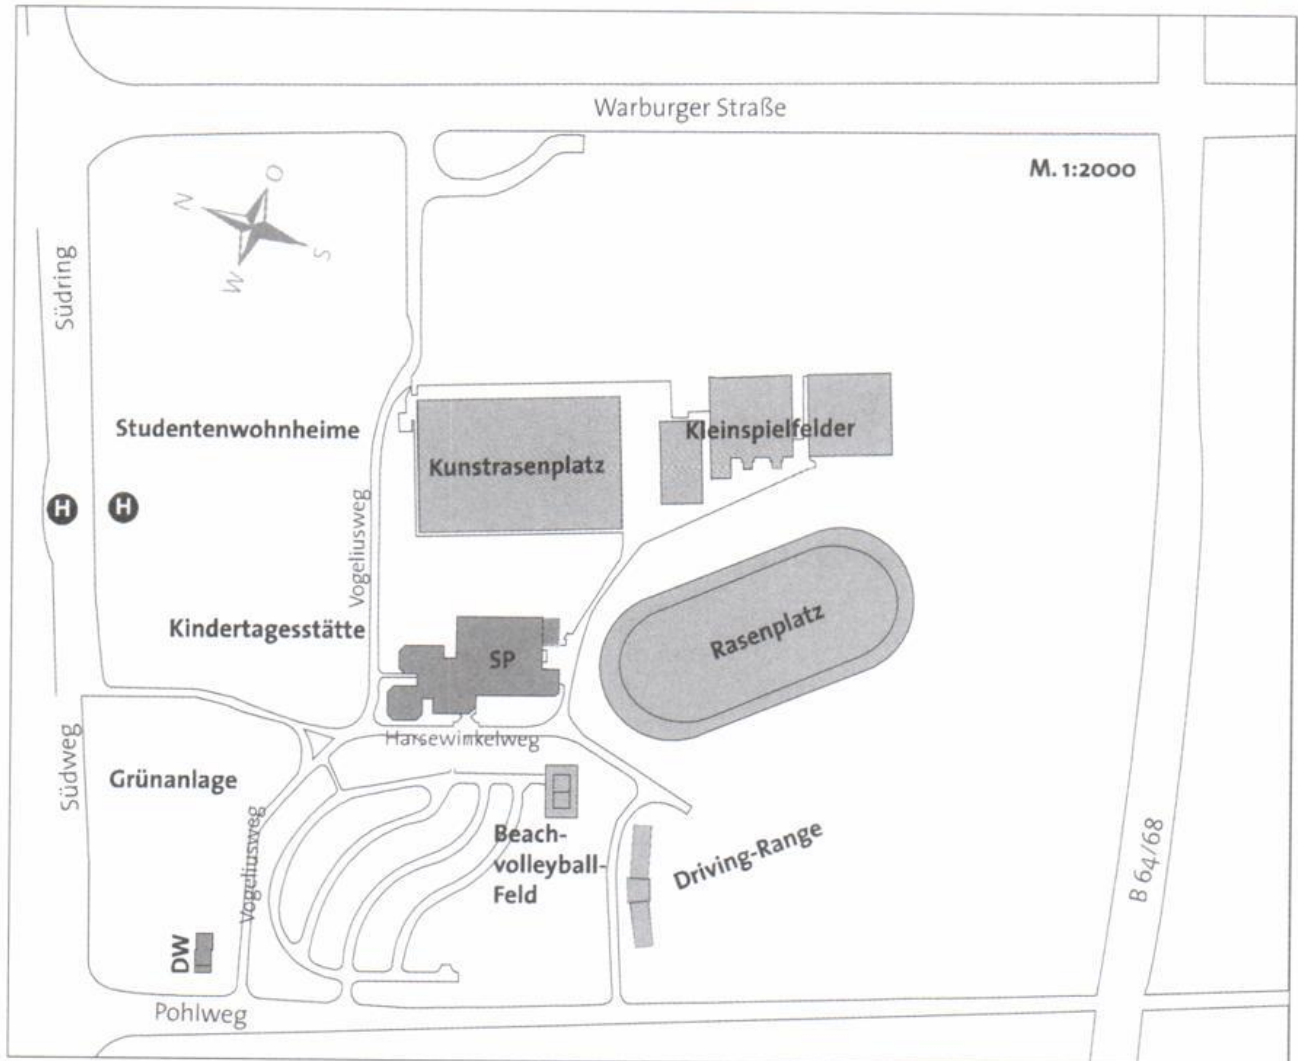 Warburger Straße
M. 1:2000
O
N
S
W
Südring
Studentenwohnheime
Kleinspielfelder
Kunstrasenplatz
H
H
Vogeliusweg
Kindertagesstätte
Rasenplatz
SP
Harsewinkelweg
Südweg
Grünanlage
Vogeliusweg
Beach-
volleyball-
Feld
Driving-Range
B 64/68
DW
Pohlweg